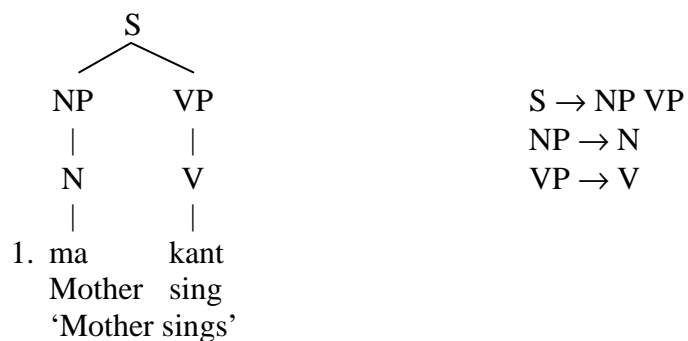 S
NP VP
| |
N V
| |
1. ma kant
Mother sing
‘Mother sings’
S → NP VP
NP → N
VP → V